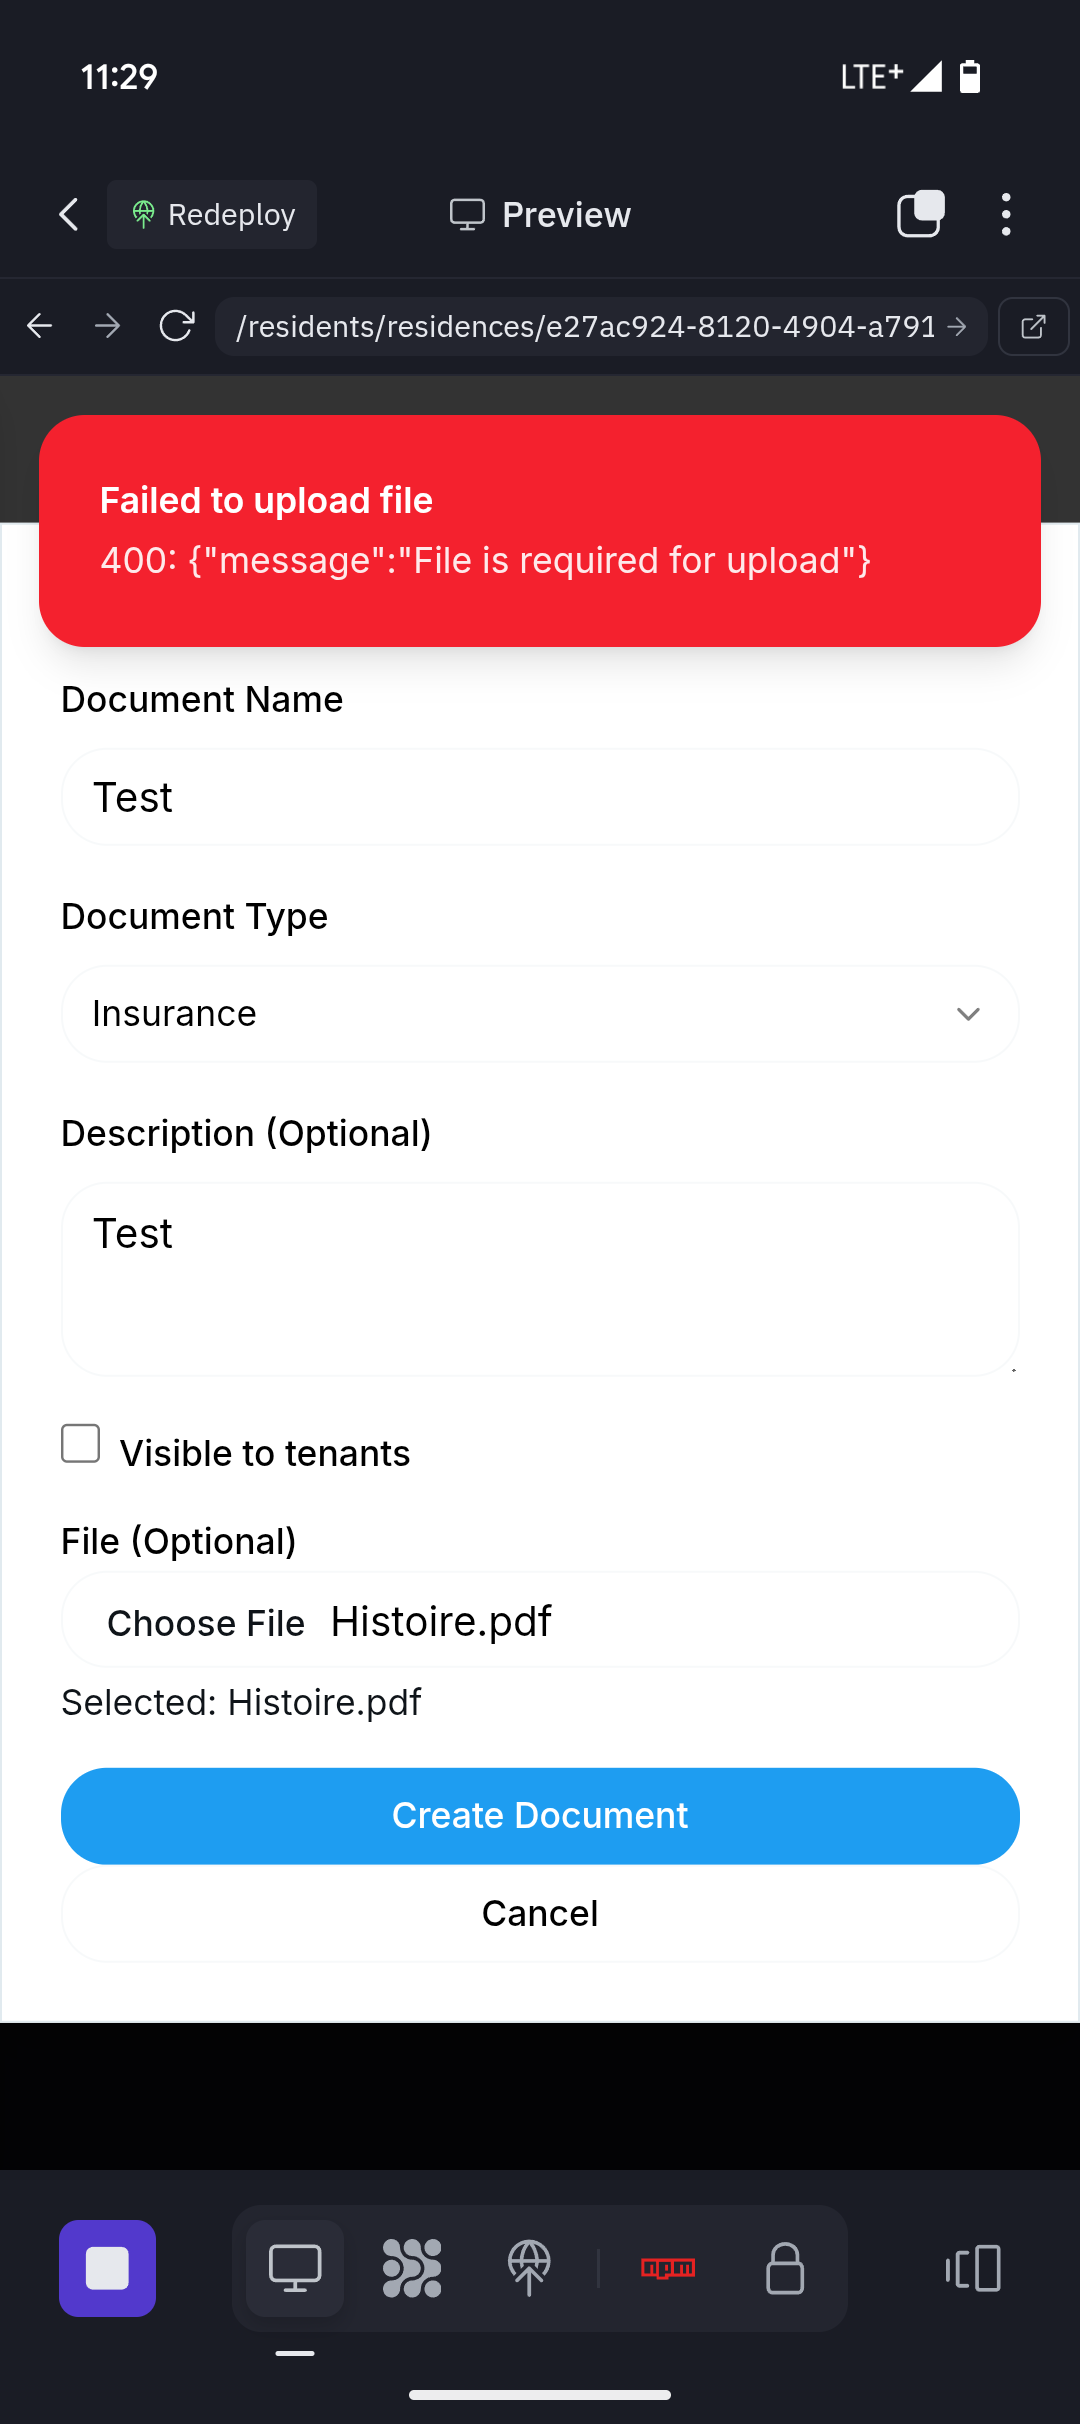 11:29
LTE+
Redeploy
Preview
/residents/residences/e27ac924-8120-4904-a791
Failed to upload file
400: {"message":"File is required for upload"}
Document Name
Test
Document Type
Insurance
Description (Optional)
Test
Visible to tenants
File (Optional)
Choose File Histoire.pdf
Selected: Histoire.pdf
Create Document
Cancel
npm